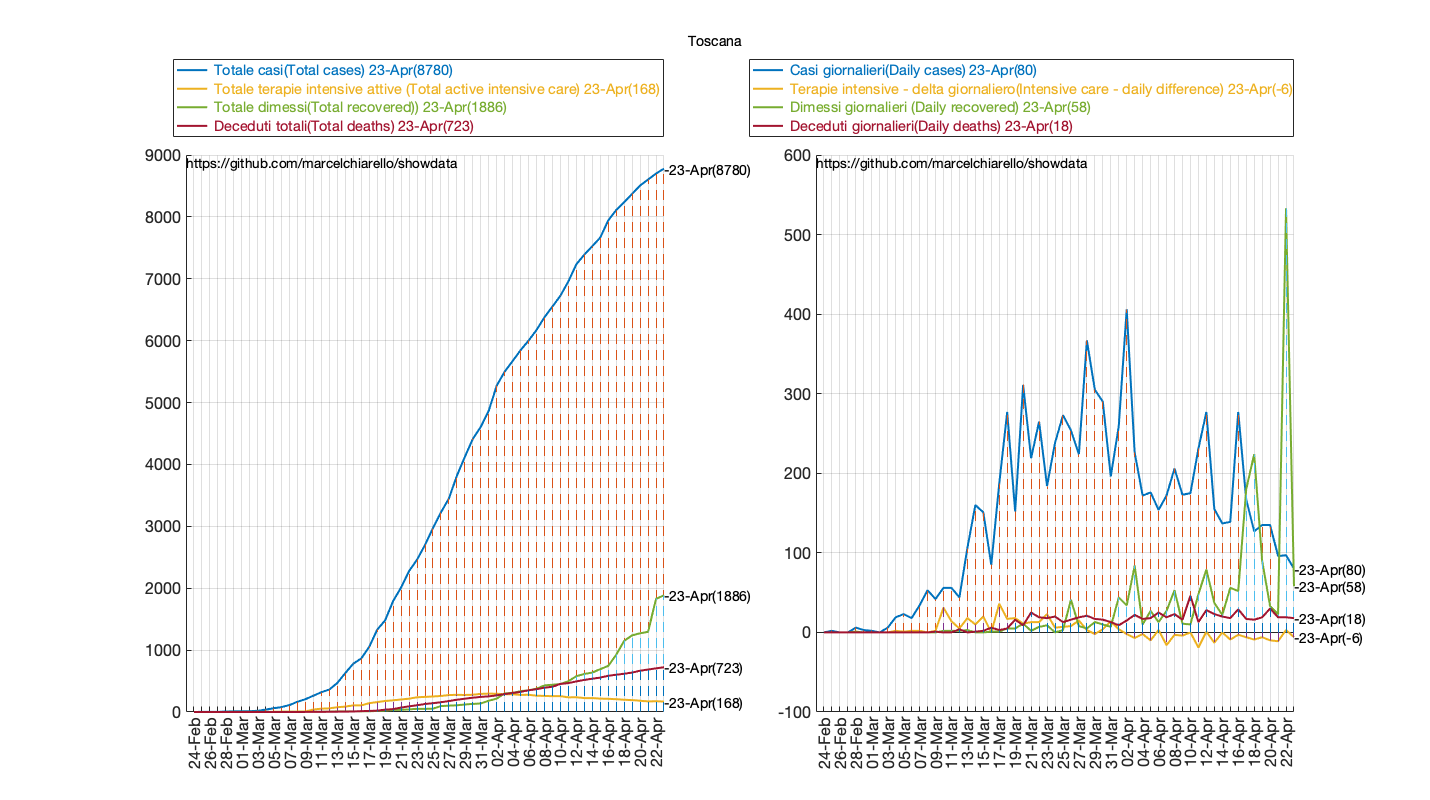 Toscana
Totale casi(Total cases) 23-Apr(8780)
Totale terapie intensive attive (Total active intensive care) 23-Apr(168)
Totale dimessi(Total recovered)) 23-Apr(1886)
Deceduti totali(Total deaths) 23-Apr(723)
https://github.com/marcelchiarello/showdata
9000
8000
7000
6000
5000
4000
3000
2000
1000
0
-23-Apr(8780)
-23-Apr(1886)
-23-Apr(723)
-23-Apr(168)
24-Feb
26-Feb
28-Feb
01-Mar
03-Mar
05-Mar
07-Mar
09-Mar
11-Mar
13-Mar
15-Mar
17-Mar
19-Mar
21-Mar
23-Mar
25-Mar
27-Mar
29-Mar
31-Mar
02-Apr
04-Apr
06-Apr
08-Apr
10-Apr
12-Apr
14-Apr
16-Apr
18-Apr
20-Apr
22-Apr
Casi giornalieri(Daily cases) 23-Apr(80)
Terapie intensive - delta giornaliero(Intensive care - daily difference) 23-Apr(-6)
Dimessi giornalieri (Daily recovered) 23-Apr(58)
Deceduti giornalieri(Daily deaths) 23-Apr(18)
https://github.com/marcelchiarello/showdata
600
500
400
300
200
100
0
-100
-23-Apr(80)
-23-Apr(58)
-23-Apr(18)
-23-Apr(-6)
24-Feb
26-Feb
28-Feb
01-Mar
03-Mar
05-Mar
07-Mar
09-Mar
11-Mar
13-Mar
15-Mar
17-Mar
19-Mar
21-Mar
23-Mar
25-Mar
27-Mar
29-Mar
31-Mar
02-Apr
04-Apr
06-Apr
08-Apr
10-Apr
12-Apr
14-Apr
16-Apr
18-Apr
20-Apr
22-Apr